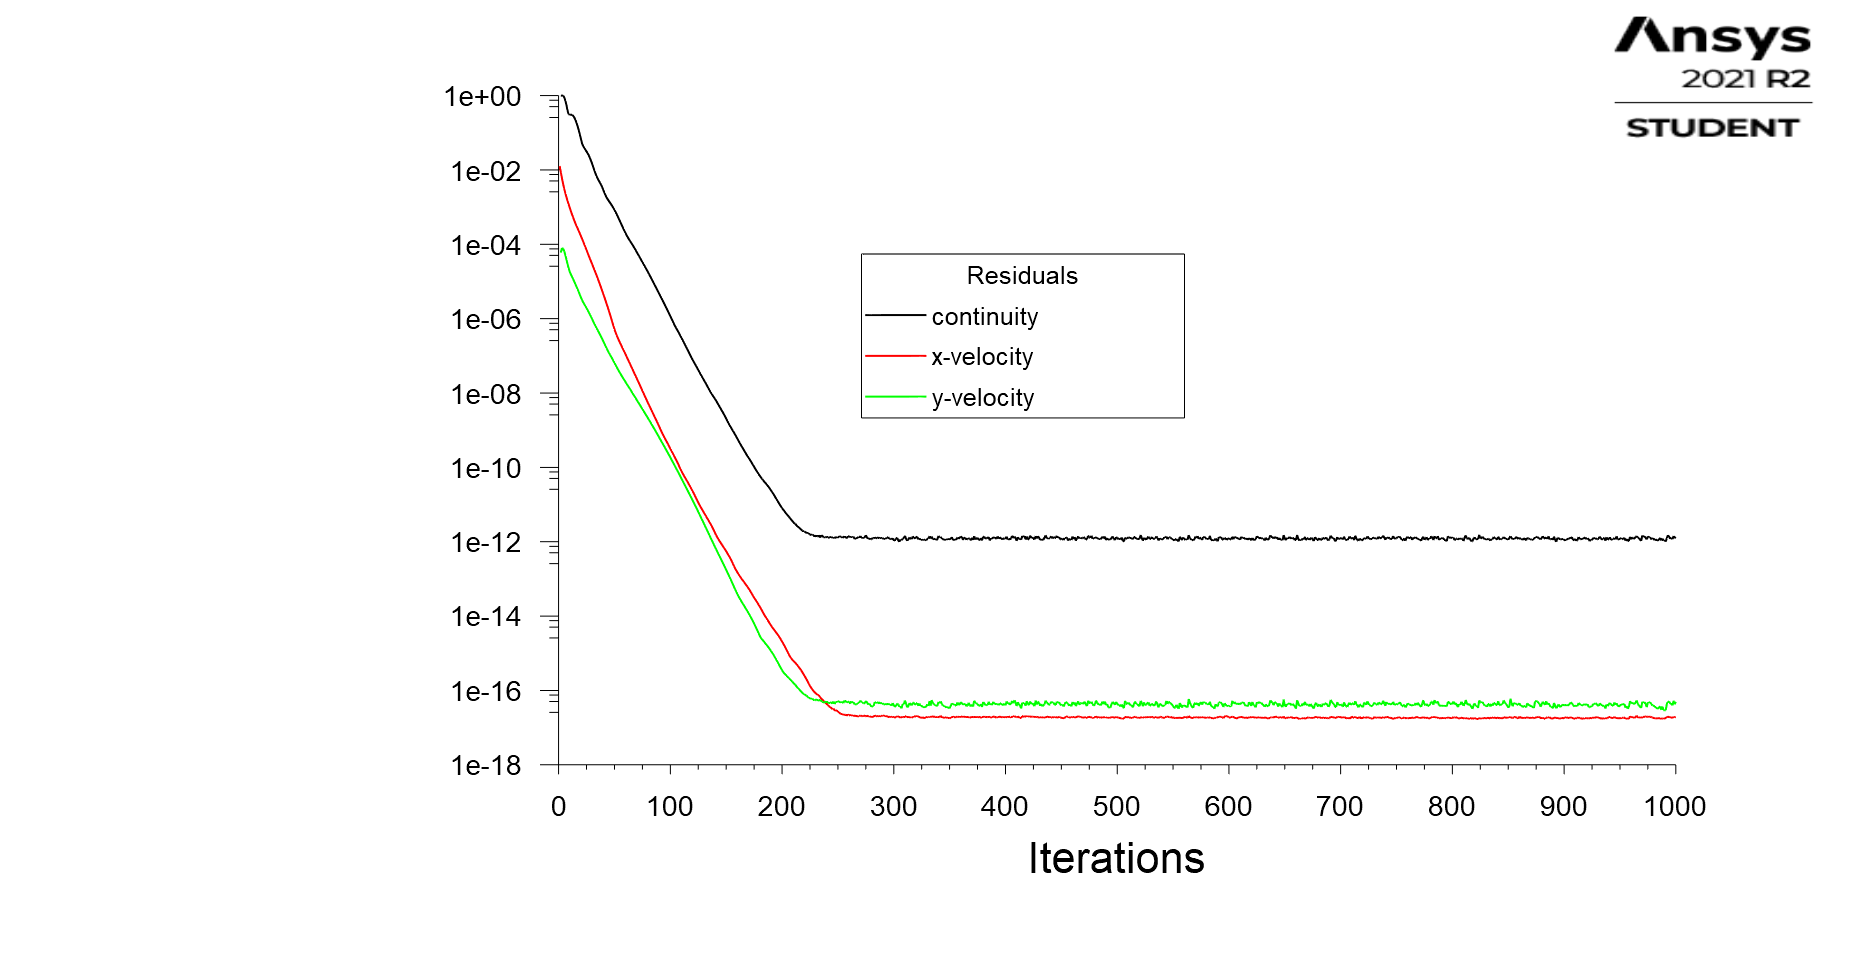 Ansys
2021 R2
STUDENT
1e+00
1e-02
1e-04
1e-06
1e-08
1e-10
1e-12
1e-14
1e-16
1e-18
Residuals
continuity
x-velocity
y-velocity
0 100 200 300 400 500 600 700 800 900 1000
Iterations